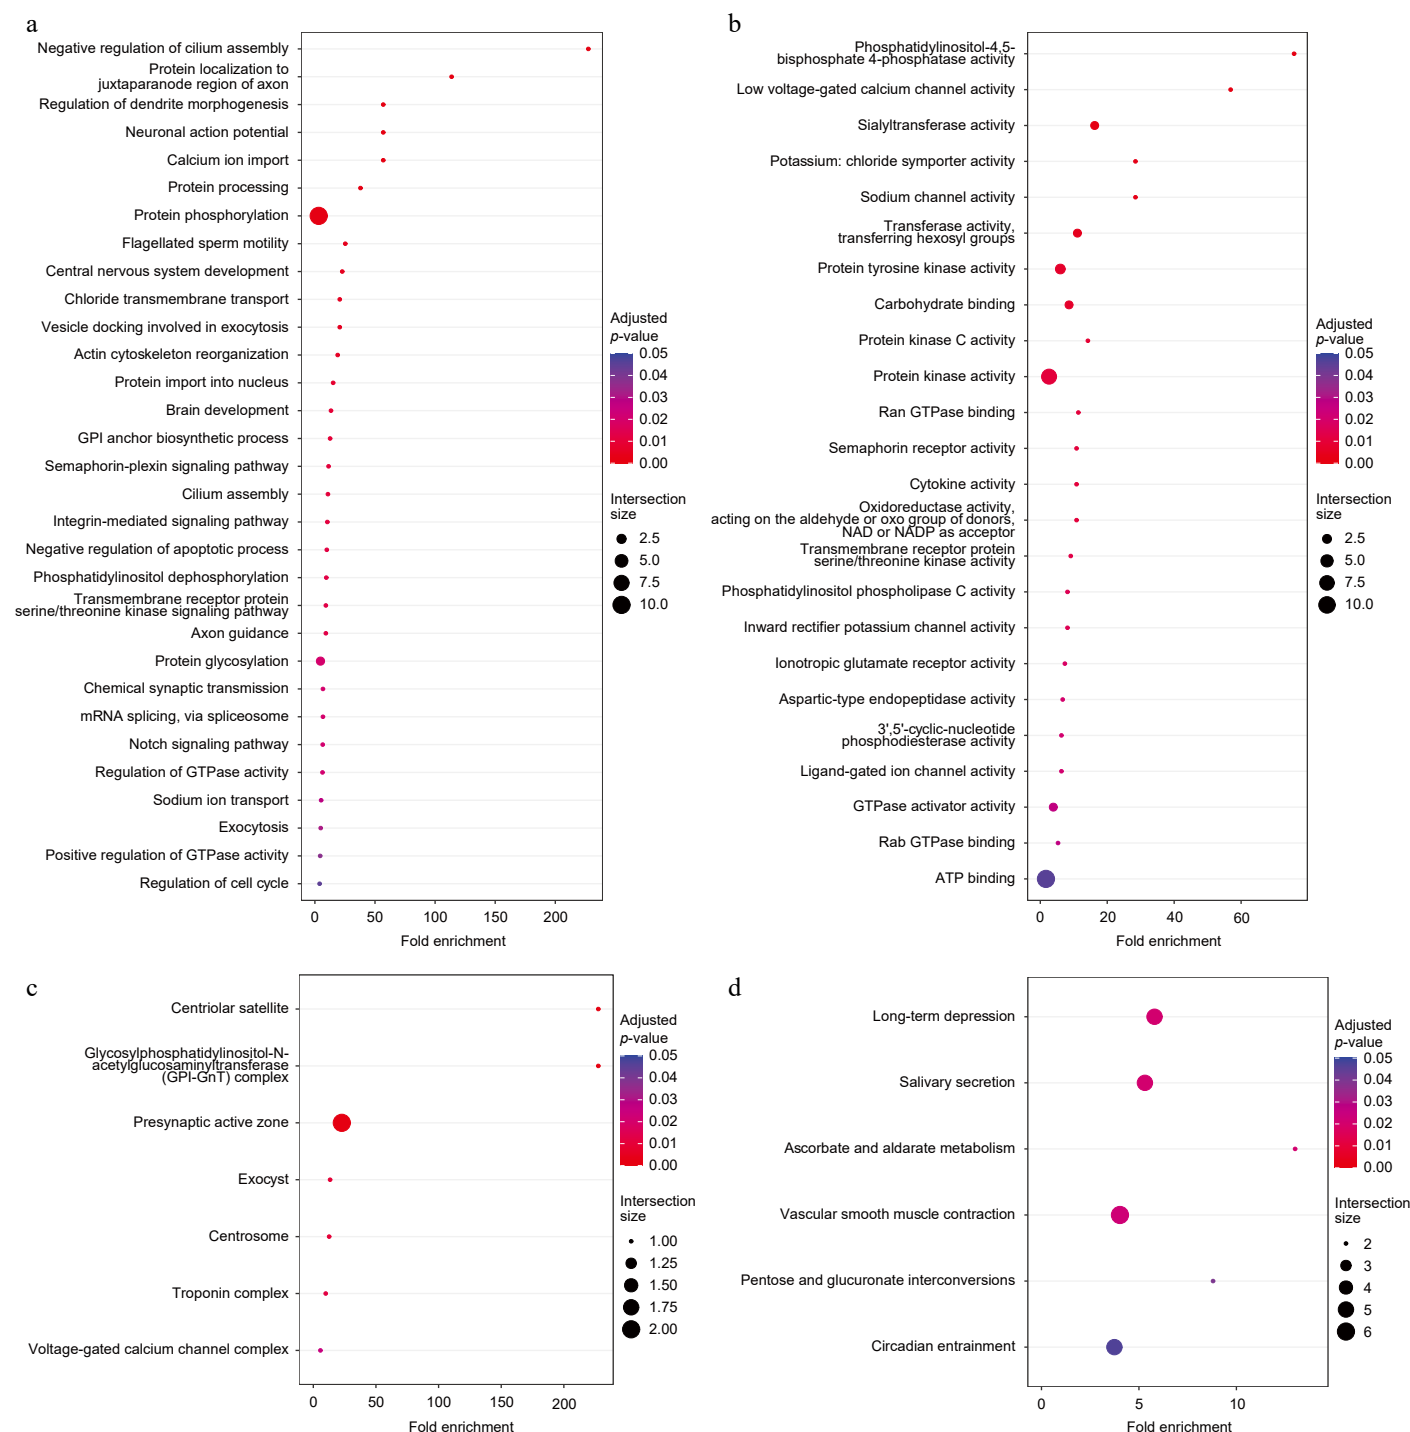 a
Negative regulation of cilium assembly
Protein localization to
juxtaparanode region of axon
Regulation of dendrite morphogenesis
Neuronal action potential
Calcium ion import
Protein processing
Protein phosphorylation
Flagellated sperm motility
Central nervous system development
Chloride transmembrane transport
Vesicle docking involved in exocytosis
Actin cytoskeleton reorganization
Protein import into nucleus
Brain development
GPI anchor biosynthetic process
Semaphorin-plexin signaling pathway
Cilium assembly
Integrin-mediated signaling pathway
Negative regulation of apoptotic process
Phosphatidylinositol dephosphorylation
Transmembrane receptor protein
serine/threonine kinase signaling pathway
Axon guidance
Protein glycosylation
Chemical synaptic transmission
mRNA splicing, via spliceosome
Notch signaling pathway
Regulation of GTPase activity
Sodium ion transport
Exocytosis
Positive regulation of GTPase activity
Regulation of cell cycle
0 50 100 150 200
Fold enrichment
Adjusted
p-value
0.05
0.04
0.03
0.02
0.01
0.00
Intersection
size
2.5
5.0
7.5
10.0
b
Phosphatidylinositol-4,5-
bisphosphate 4-phosphatase activity
Low voltage-gated calcium channel activity
Sialyltransferase activity
Potassium: chloride symporter activity
Sodium channel activity
Transferase activity,
transferring hexosyl groups
Protein tyrosine kinase activity
Carbohydrate binding
Protein kinase C activity
Protein kinase activity
Ran GTPase binding
Semaphorin receptor activity
Cytokine activity
Oxidoreductase activity,
acting on the aldehyde or oxo group of donors,
NAD or NADP as acceptor
Transmembrane receptor protein
serine/threonine kinase activity
Phosphatidylinositol phospholipase C activity
Inward rectifier potassium channel activity
Ionotropic glutamate receptor activity
Aspartic-type endopeptidase activity
3',5'-cyclic-nucleotide
phosphodiesterase activity
Ligand-gated ion channel activity
GTPase activator activity
Rab GTPase binding
ATP binding
0 20 40 60
Fold enrichment
Adjusted
p-value
0.05
0.04
0.03
0.02
0.01
0.00
Intersection
size
2.5
5.0
7.5
10.0
c
Centriolar satellite
Glycosylphosphatidylinositol-N-
acetylglucosaminyltransferase
(GPI-GnT) complex
Presynaptic active zone
Exocyst
Centrosome
Troponin complex
Voltage-gated calcium channel complex
0 50 100 150 200
Fold enrichment
Adjusted
p-value
0.05
0.04
0.03
0.02
0.01
0.00
Intersection
size
1.00
1.25
1.50
1.75
2.00
d
Long-term depression
Salivary secretion
Ascorbate and aldarate metabolism
Vascular smooth muscle contraction
Pentose and glucuronate interconversions
Circadian entrainment
0 5 10
Fold enrichment
Adjusted
p-value
0.05
0.04
0.03
0.02
0.01
0.00
Intersection
size
2
3
4
5
6